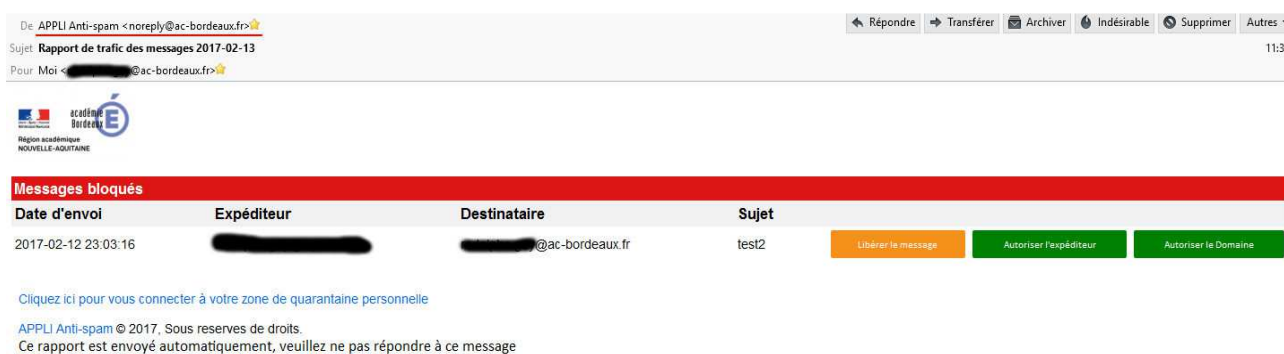 De APPLI Anti-spam <noreply@ac-bordeaux.fr>
Répondre Transférer Archiver Indésirable Supprimer Autres
Sujet Rapport de trafic des messages 2017-02-13
11:3
Pour Moi < @ac-bordeaux.fr>
académie
Bordeaux
É
Région académique
NOUVELLE-AQUITAINE
Messages bloqués
Date d'envoi Expéditeur Destinataire Sujet
2017-02-12 23:03:16 @ac-bordeaux.fr test2 Libérer le message Autoriser l'expéditeur Autoriser le Domaine
Cliquez ici pour vous connecter à votre zone de quarantaine personnelle
APPLI Anti-spam © 2017, Sous reserves de droits.
Ce rapport est envoyé automatiquement, veuillez ne pas répondre à ce message